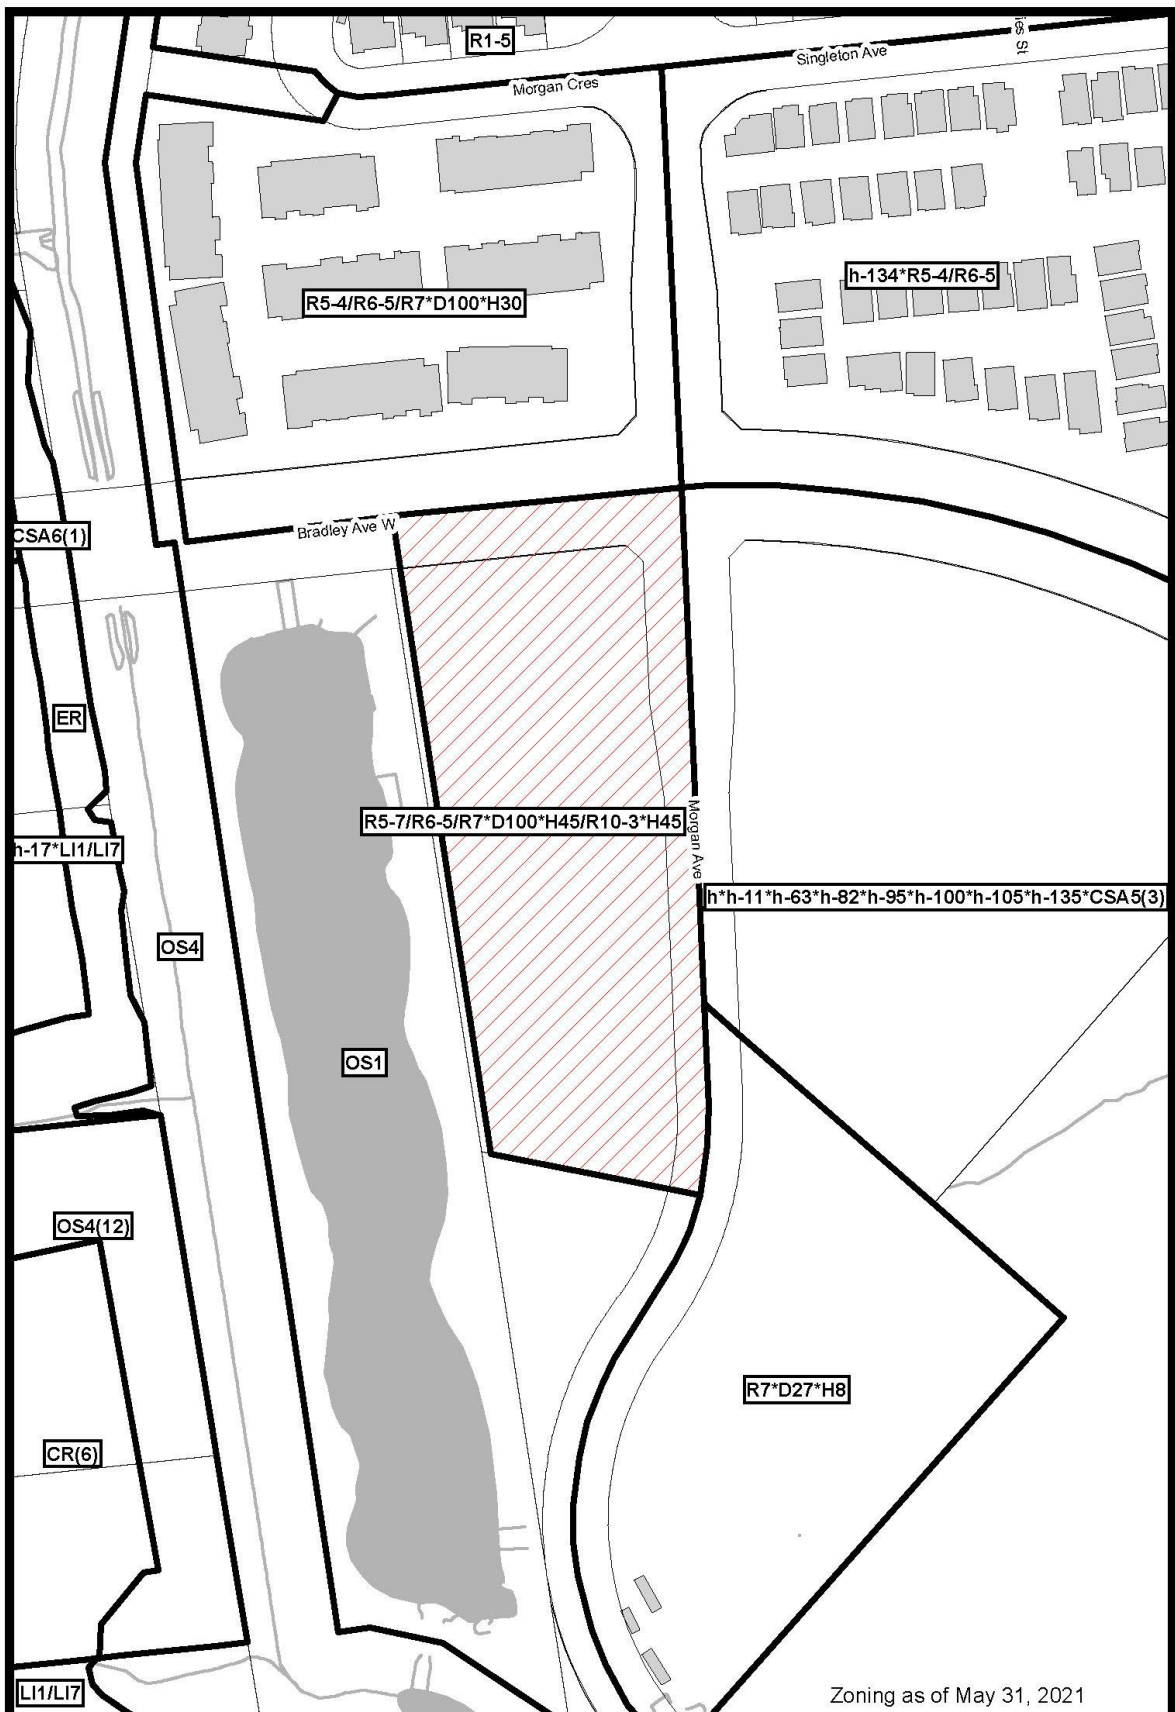 R1-5
Singleton Ave
Morgan Cres
h-134*R5-4/R6-5
R5-4/R6-5/R7*D100*H30
Bradley Ave W
CSA6(1)
ER
R5-7/R6-5/R7*D100*H45/R10-3*H45
Morgan Ave
h-17*LI1/LI7
h*h-11*h-63*h-82*h-95*h-100*h-105*h-135*CSA5(3)
OS4
OS1
OS4(12)
R7*D27*H8
CR(6)
LI1/LI7
Zoning as of May 31, 2021